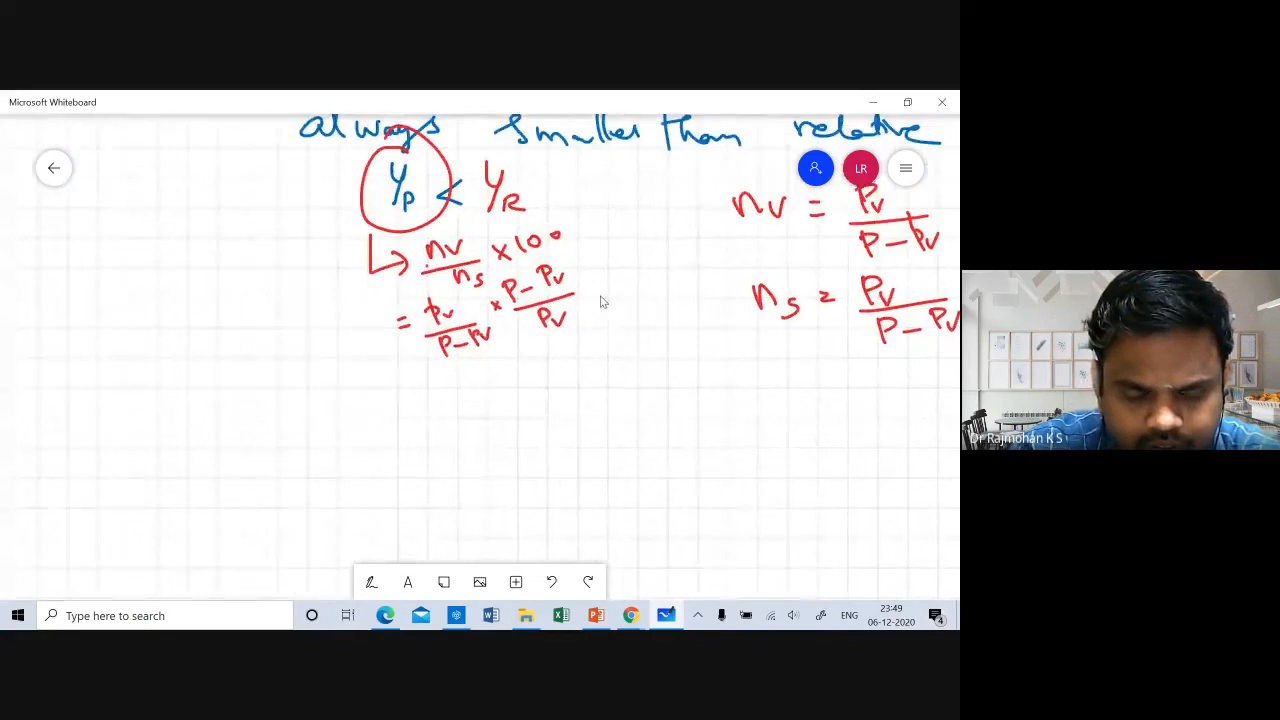 Microsoft Whiteboard
always smaller than relative
LR
yp < yR
nv = Pv / P - Pv
nv / ns × 100
ns = Pv / P - Pv
= pv / P - pv × P - Pv / Pv
Dr Rajmohan K S
A
Type here to search
ENG
23:49
06-12-2020
4